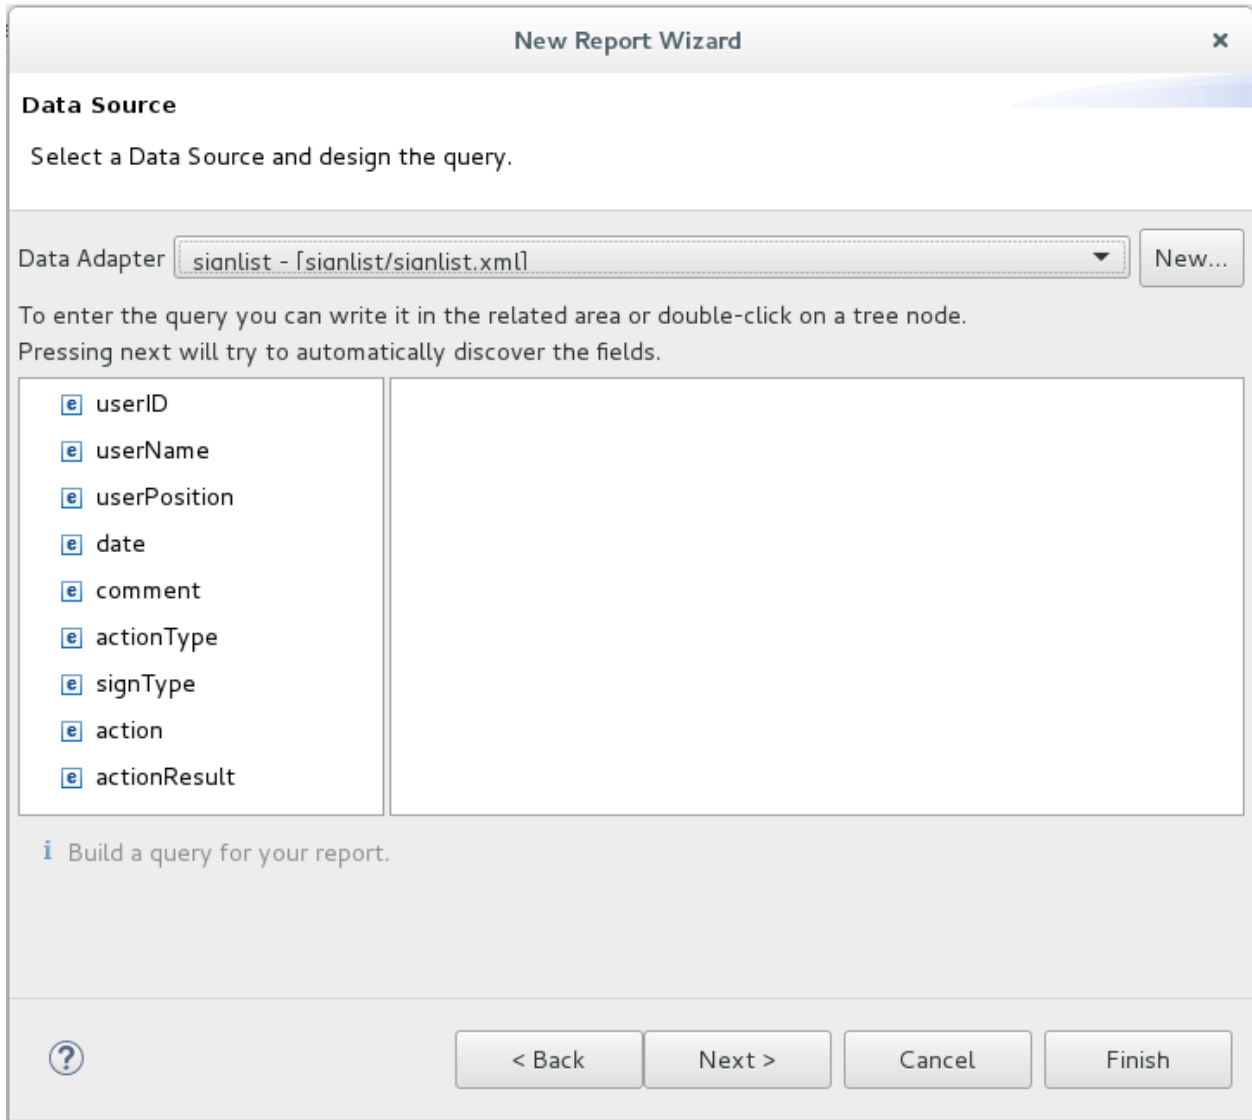 New Report Wizard
Data Source
Select a Data Source and design the query.
Data Adapter signlist - [signlist/signlist.xml] New...
To enter the query you can write it in the related area or double-click on a tree node.
Pressing next will try to automatically discover the fields.
userID
userName
userPosition
date
comment
actionType
signType
action
actionResult
Build a query for your report.
< Back Next > Cancel Finish